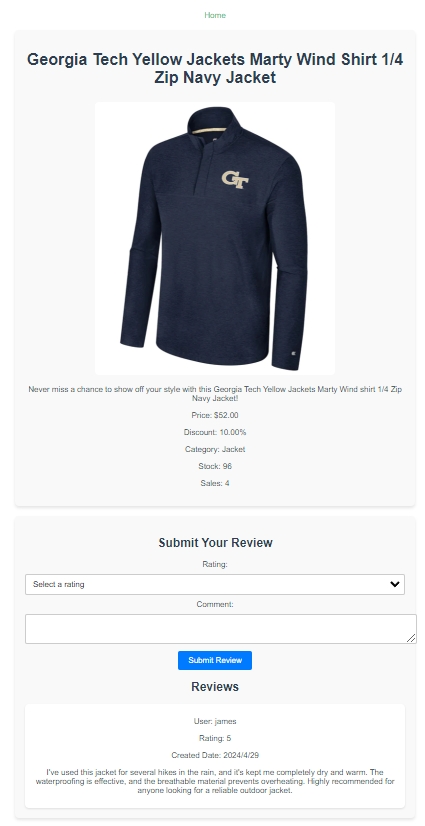 Home
Georgia Tech Yellow Jackets Marty Wind Shirt 1/4
Zip Navy Jacket
GT
Never miss a chance to show off your style with this Georgia Tech Yellow Jackets Marty Wind shirt 1/4 Zip
Navy Jacket!
Price: $52.00
Discount: 10.00%
Category: Jacket
Stock: 96
Sales: 4
Submit Your Review
Rating:
Select a rating
Comment:
Submit Review
Reviews
User: james
Rating: 5
Created Date: 2024/4/29
I've used this jacket for several hikes in the rain, and it's kept me completely dry and warm. The
waterproofing is effective, and the breathable material prevents overheating. Highly recommended for
anyone looking for a reliable outdoor jacket.